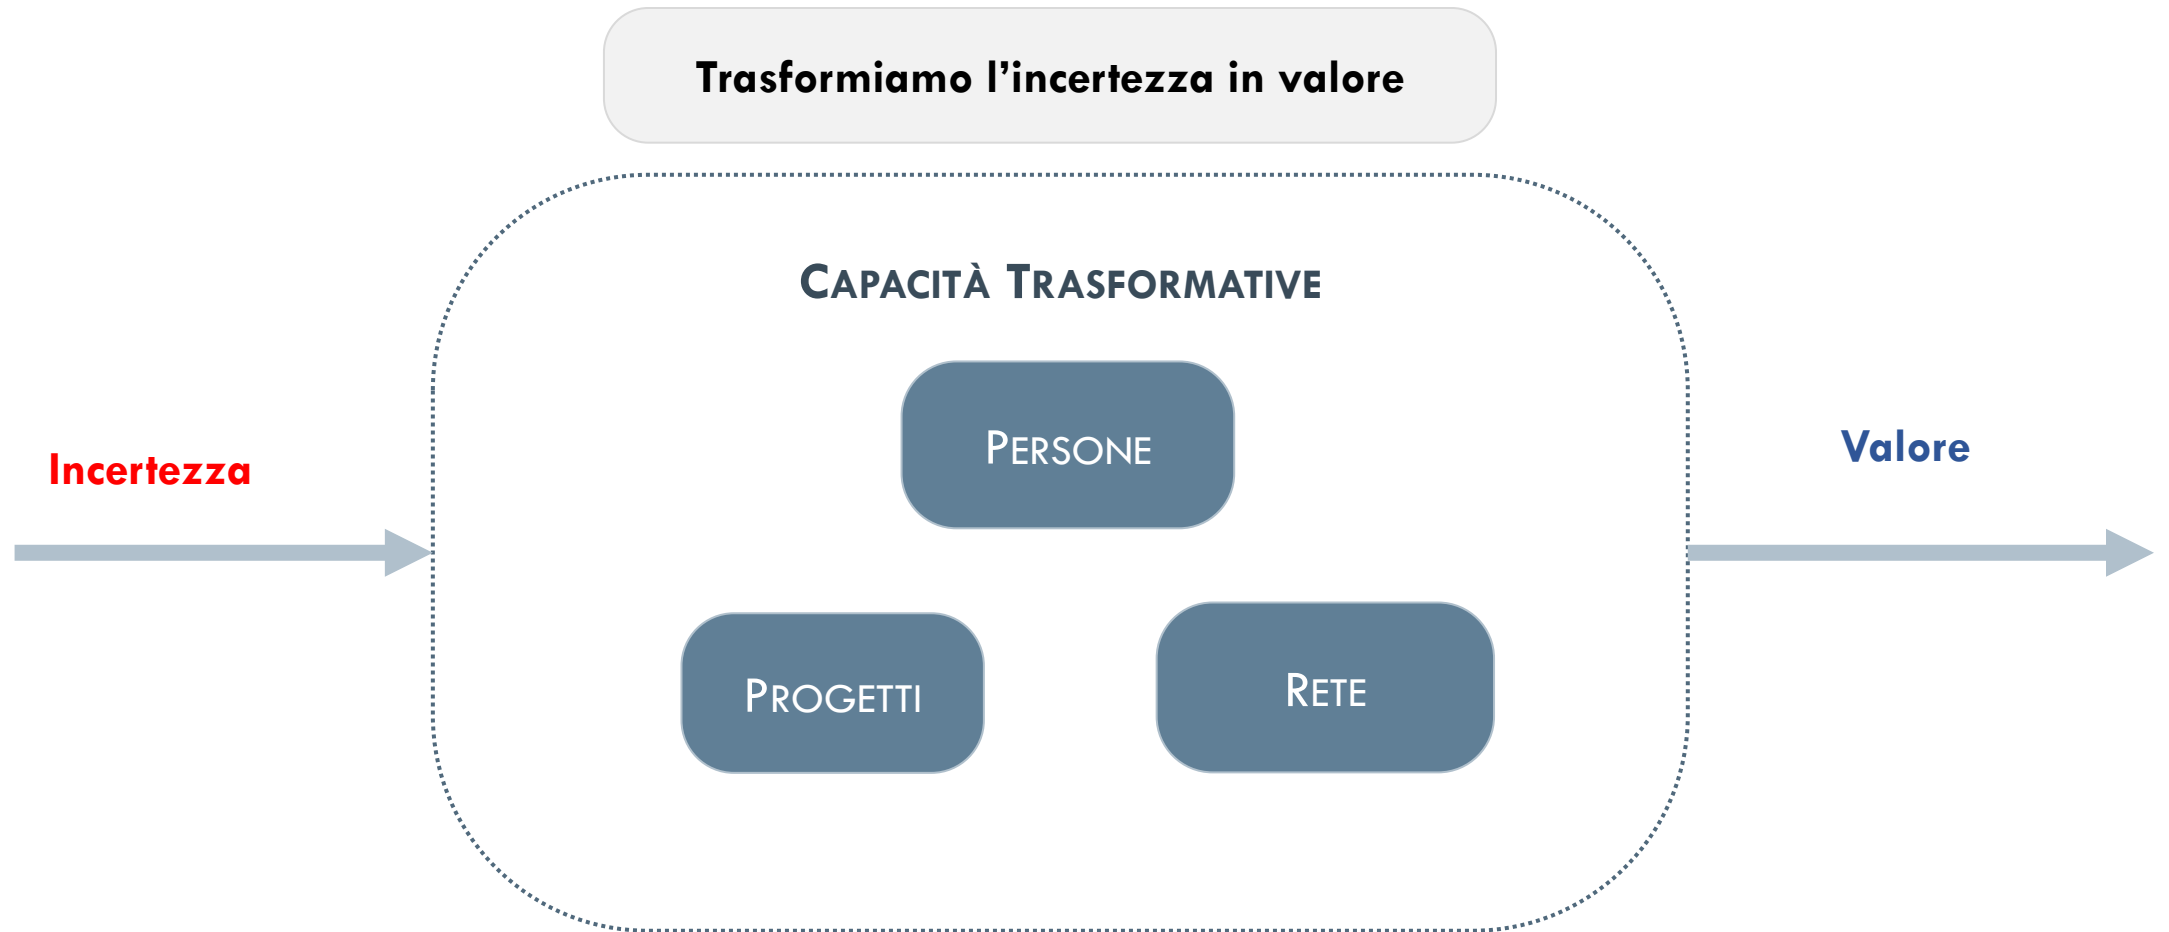 Trasformiamo l’incertezza in valore
CAPACITÀ TRASFORMATIVE
PERSONE
Incertezza
Valore
PROGETTI
RETE